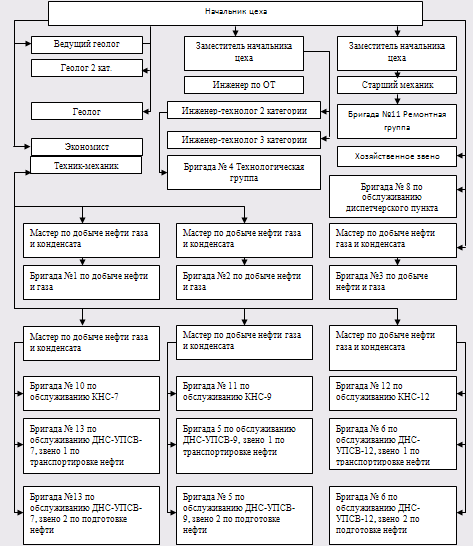 Начальник цеха
Ведущий геолог
Заместитель начальника
цеха
Заместитель начальника
цеха
Геолог 2 кат.
Инженер по ОТ
Старший механик
Геолог
Инженер-технолог 2 категории
Бригада №11 Ремонтная
группа
Экономист
Инженер-технолог 3 категории
Хозяйственное звено
Техник-механик
Бригада № 4 Технологическая
группа
Бригада № 8 по
обслуживанию
диспетчерского пункта
Мастер по добыче нефти газа
и конденсата
Мастер по добыче нефти газа
и конденсата
Мастер по добыче нефти
газа и конденсата
Бригада №1 по добыче нефти
и газа
Бригада №2 по добыче нефти
и газа
Бригада №3 по добыче
нефти и газа
Мастер по добыче нефти газа
и конденсата
Мастер по добыче нефти газа
и конденсата
Мастер по добыче нефти
газа и конденсата
Бригада № 10 по
обслуживанию КНС-7
Бригада № 11 по
обслуживанию КНС-9
Бригада № 12 по
обслуживанию КНС-12
Бригада № 13 по
обслуживанию ДНС-УПСВ-
7, звено 1 по
транспортировке нефти
Бригада 5 по обслуживанию
ДНС-УПСВ-9, звено 1 по
транспортировке нефти
Бригада № 6 по
обслуживанию ДНС-
УПСВ-12, звено 1 по
транспортировке нефти
Бригада №13 по
обслуживанию ДНС-УПСВ-
7, звено 2 по подготовке
нефти
Бригада № 5 по
обслуживанию ДНС-УПСВ-
9, звено 2 по подготовке
нефти
Бригада № 6 по
обслуживанию ДНС-
УПСВ-12, звено 2 по
подготовке нефти